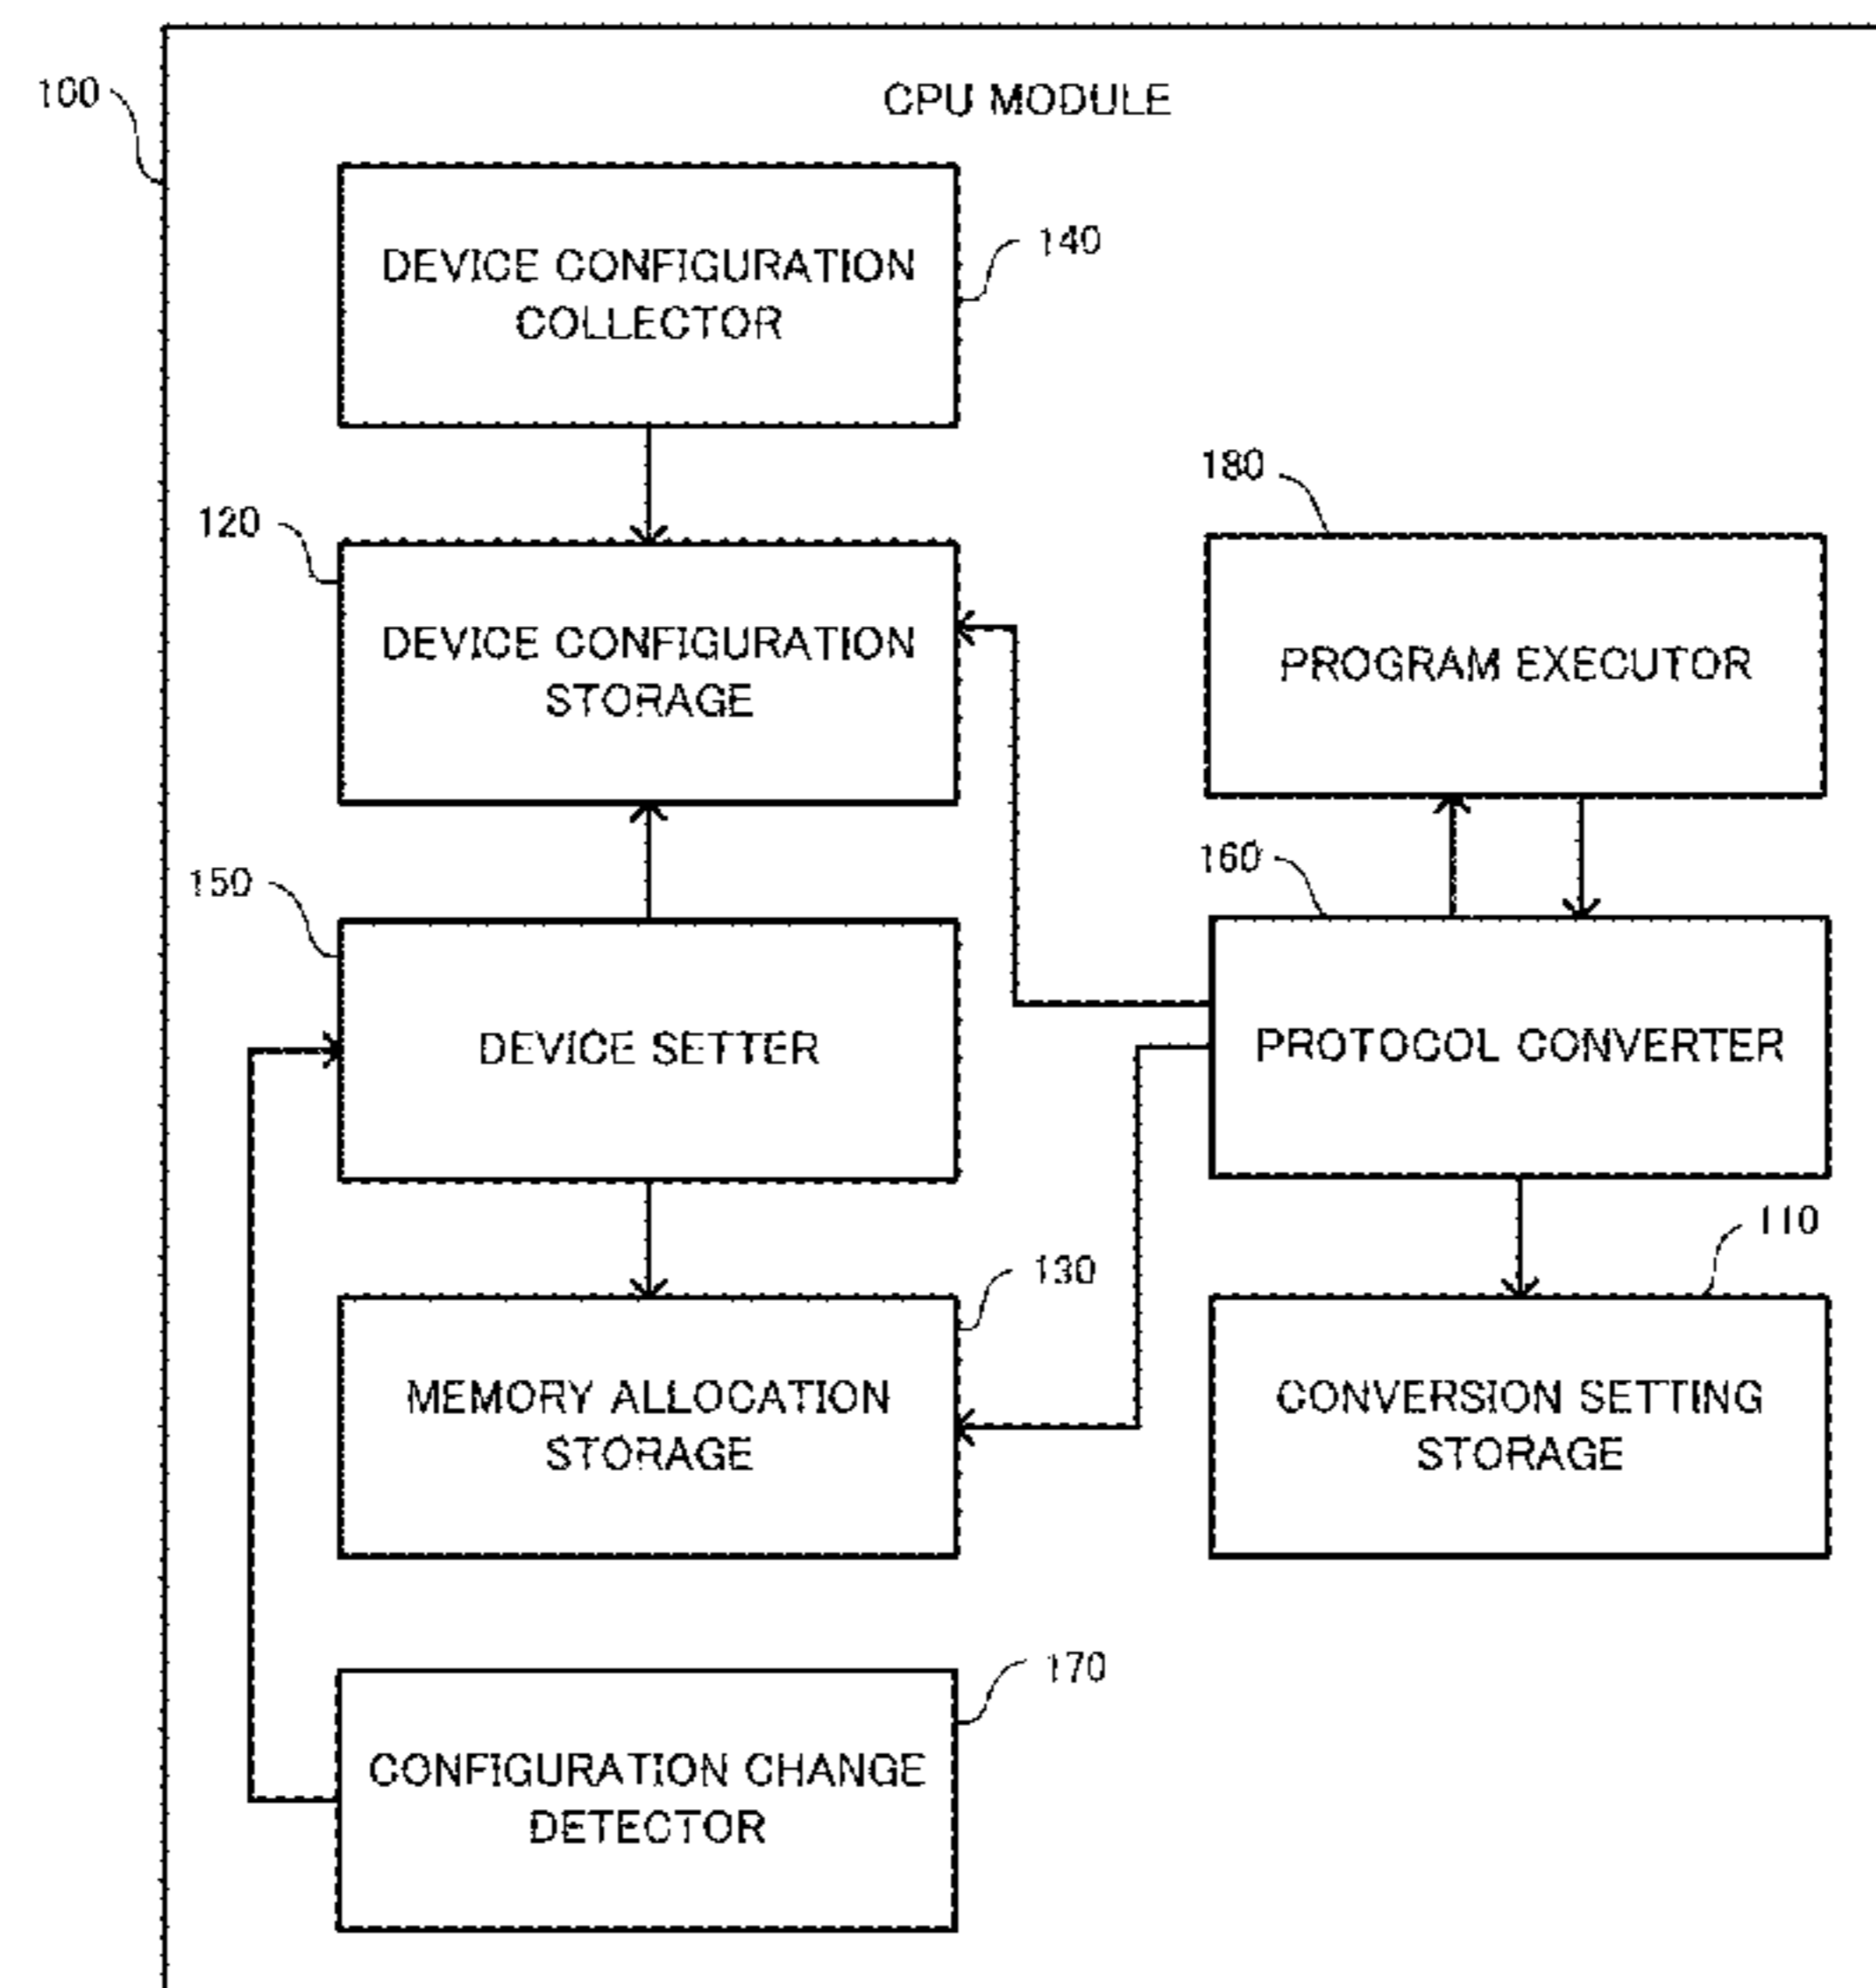 100
CPU MODULE
DEVICE CONFIGURATION
COLLECTOR
140
120
DEVICE CONFIGURATION
STORAGE
180
PROGRAM EXECUTOR
150
DEVICE SETTER
160
PROTOCOL CONVERTER
130
MEMORY ALLOCATION
STORAGE
110
CONVERSION SETTING
STORAGE
170
CONFIGURATION CHANGE
DETECTOR